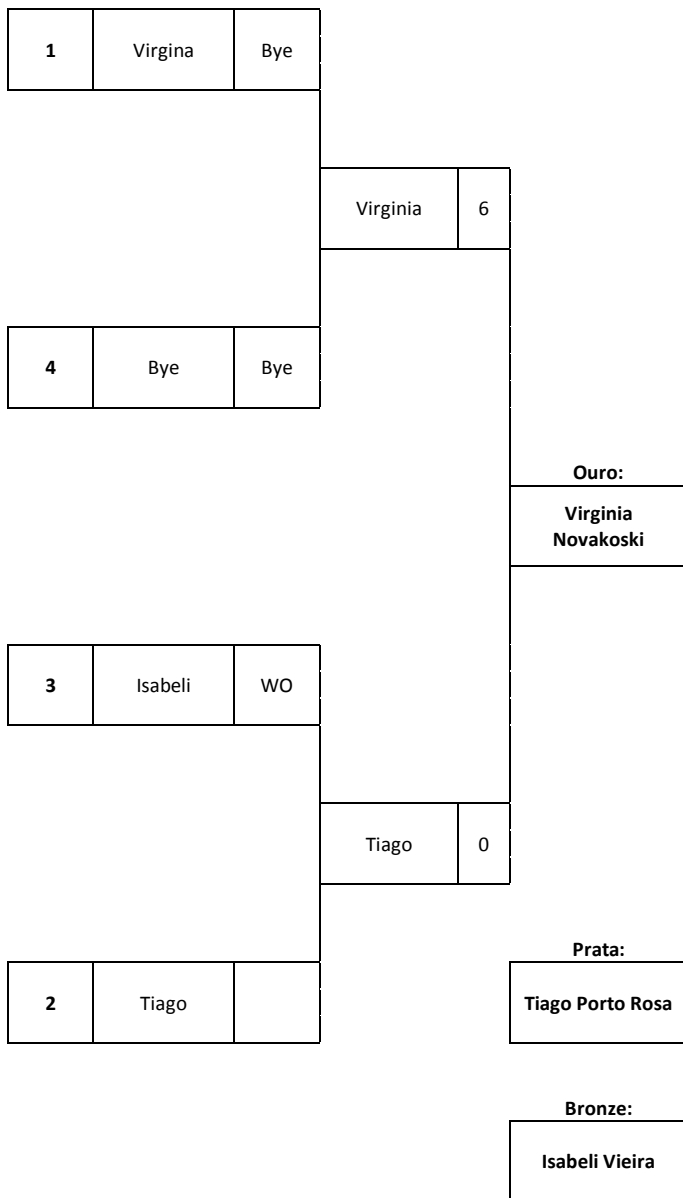 1 Virgina Bye
Virginia 6
4 Bye Bye
Ouro:
Virginia
Novakoski
3 Isabeli WO
Tiago 0
Prata:
2 Tiago Tiago Porto Rosa
Bronze:
Isabeli Vieira